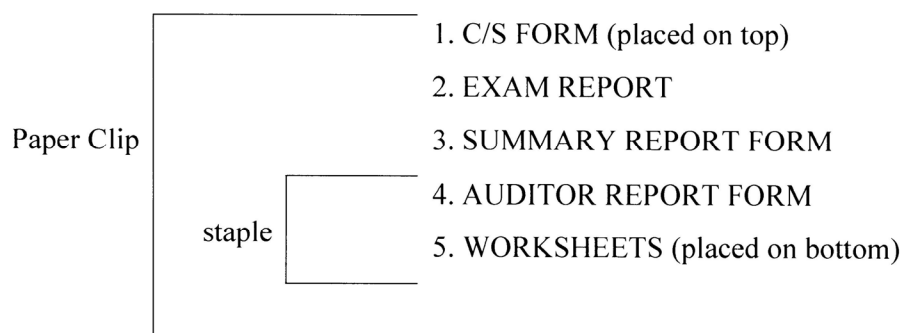 1. C/S FORM (placed on top)
2. EXAM REPORT
Paper Clip
3. SUMMARY REPORT FORM
4. AUDITOR REPORT FORM
staple
5. WORKSHEETS (placed on bottom)